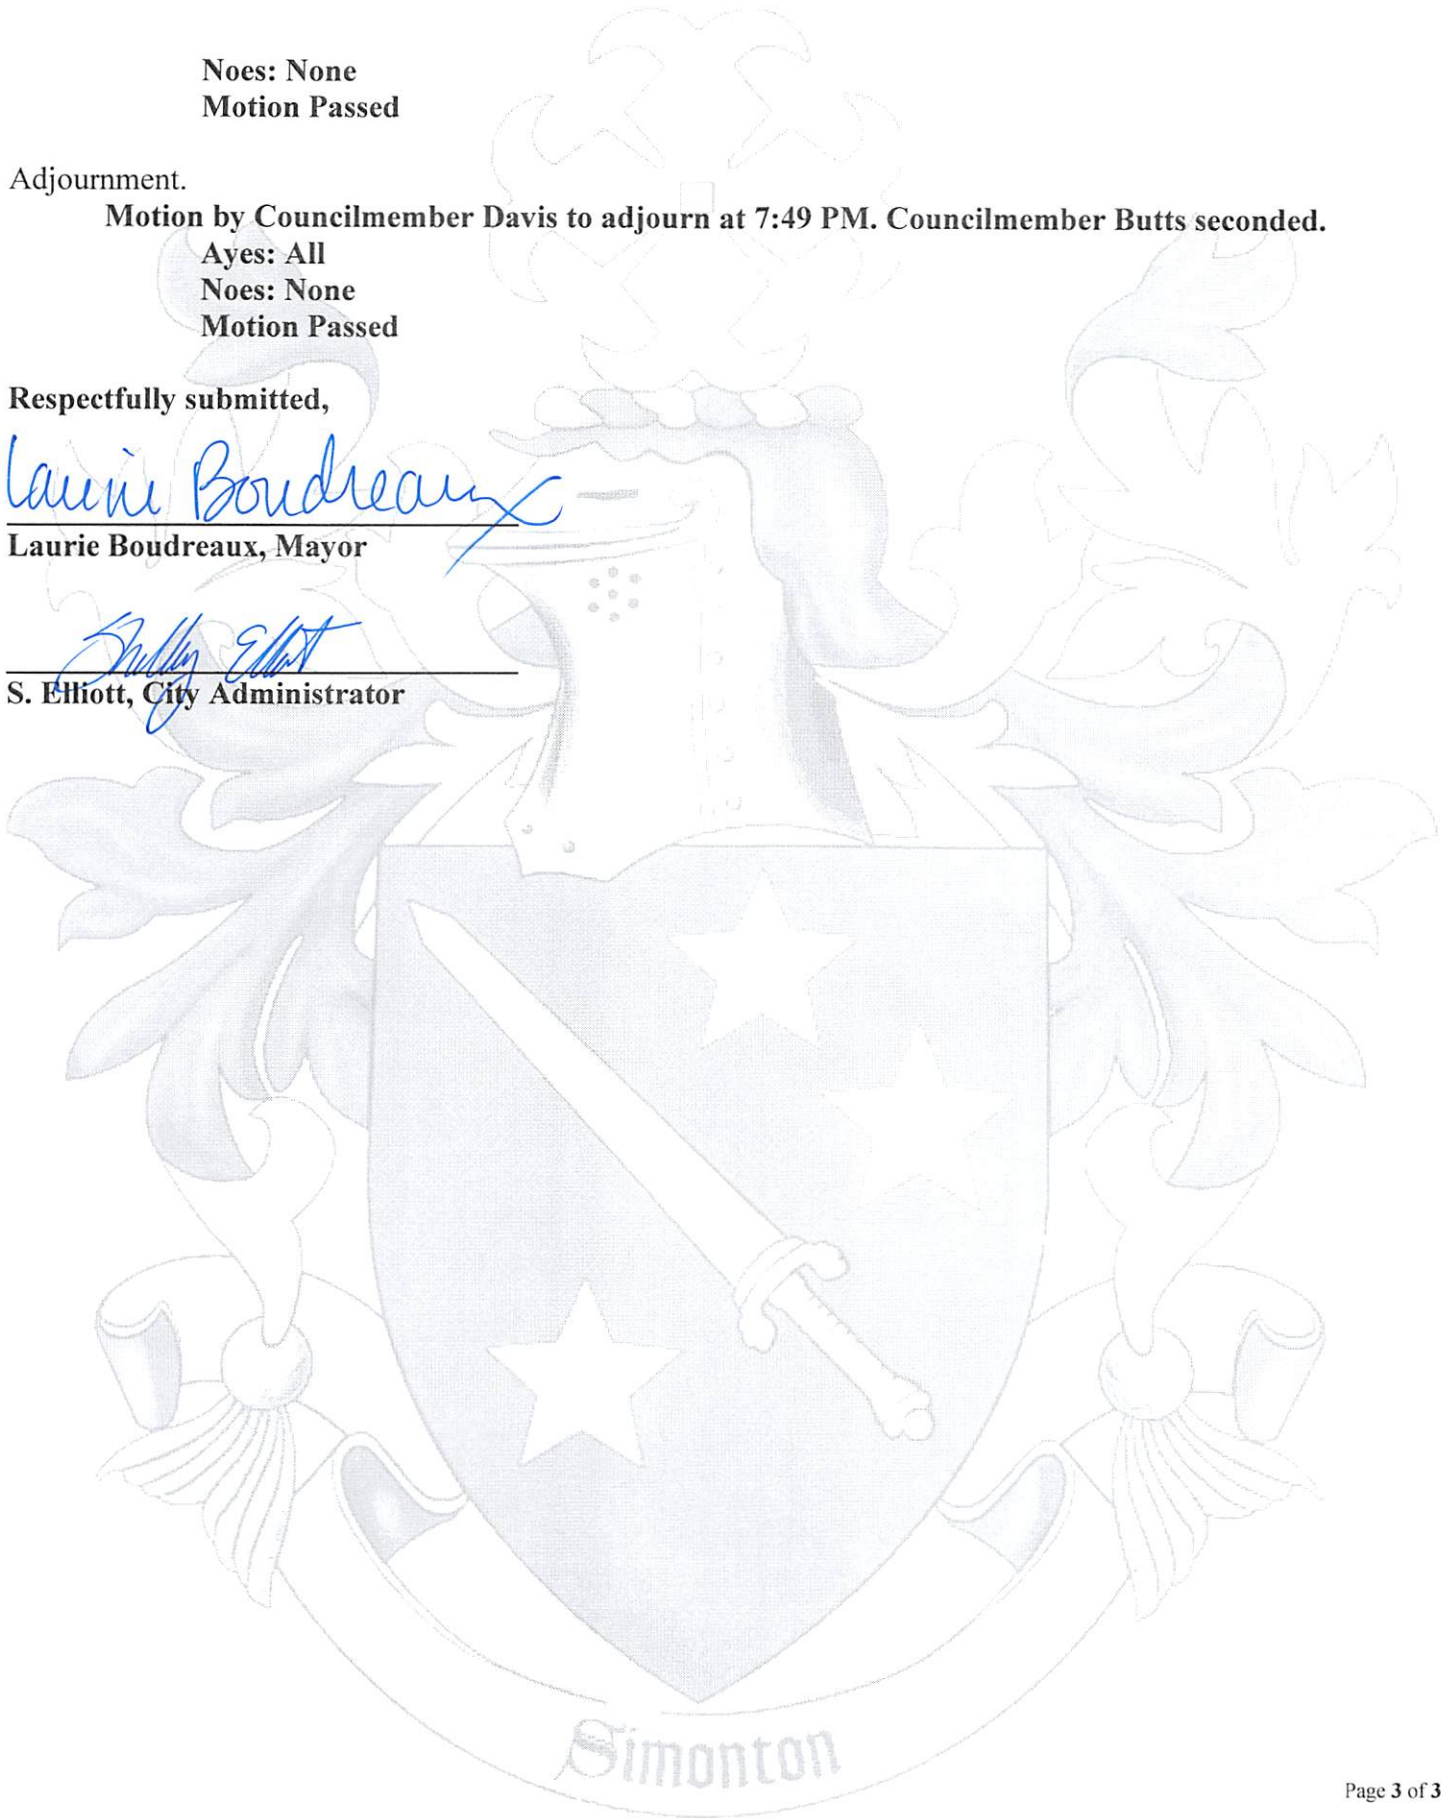 Noes: None
Motion Passed
Adjournment.
Motion by Councilmember Davis to adjourn at 7:49 PM. Councilmember Butts seconded.
Ayes: All
Noes: None
Motion Passed
Respectfully submitted,
Laurie Boudreaux
Laurie Boudreaux, Mayor
Shelby Elliott
S. Elliott, City Administrator
Simonton
Page 3 of 3